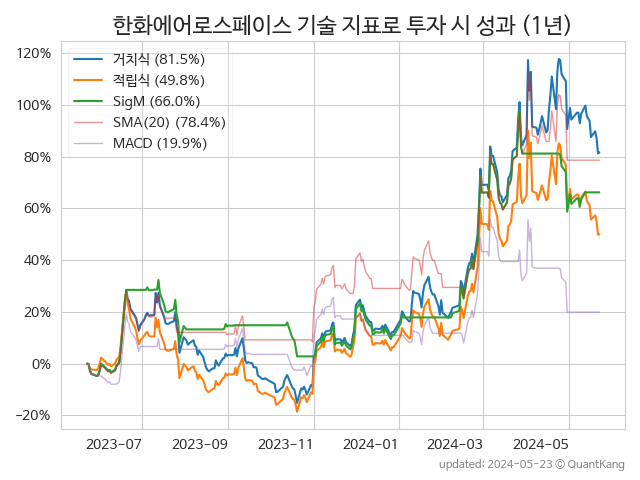 한화에어로스페이스 기술 지표로 투자 시 성과 (1년)
거치식 (81.5%)
적립식 (49.8%)
SigM (66.0%)
SMA(20) (78.4%)
MACD (19.9%)
120%
100%
80%
60%
40%
20%
0%
−20%
2023-07 2023-09 2023-11 2024-01 2024-03 2024-05
updated: 2024-05-23 ⓒ QuantKang